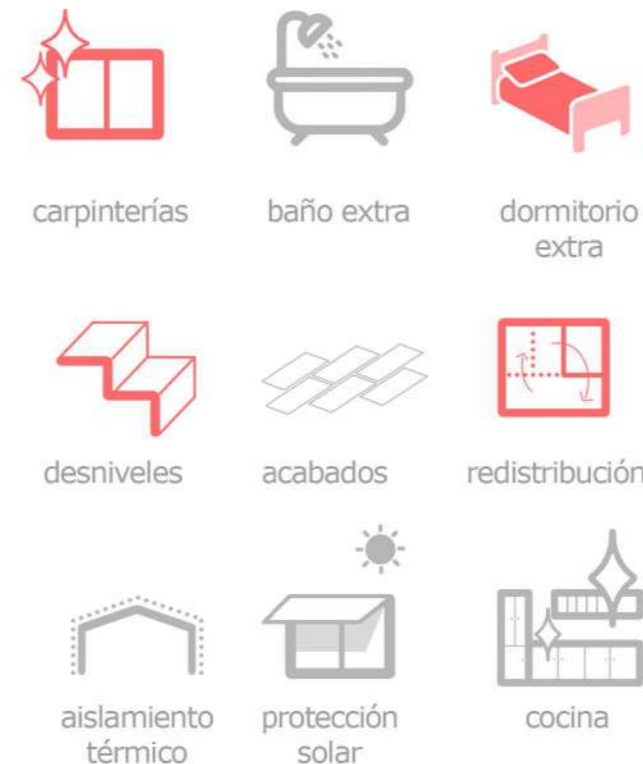 carpinterías
baño extra
dormitorio
extra
desniveles
acabados
redistribución
aislamiento
térmico
protección
solar
cocina